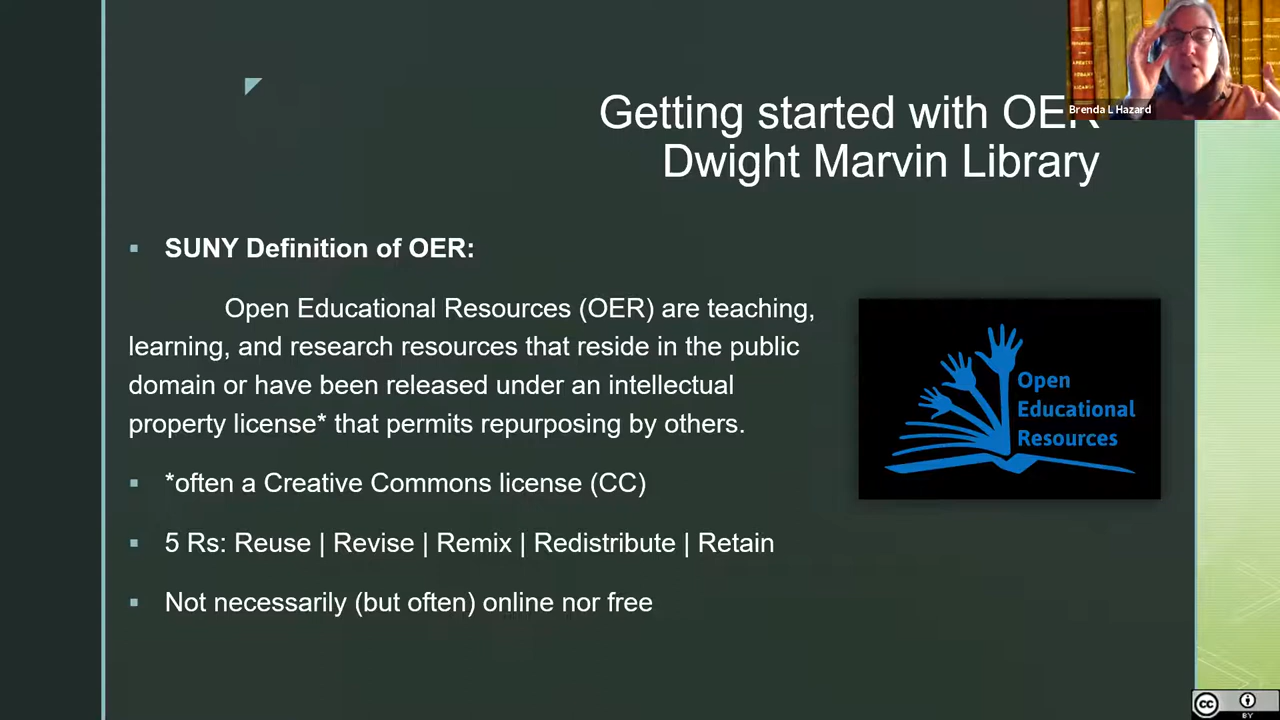 Getting started with OER
Dwight Marvin Library
Brenda L Hazard
SUNY Definition of OER:
Open Educational Resources (OER) are teaching,
learning, and research resources that reside in the public
domain or have been released under an intellectual
property license* that permits repurposing by others.
*often a Creative Commons license (CC)
5 Rs: Reuse | Revise | Remix | Redistribute | Retain
Not necessarily (but often) online nor free
Open
Educational
Resources
cc
BY